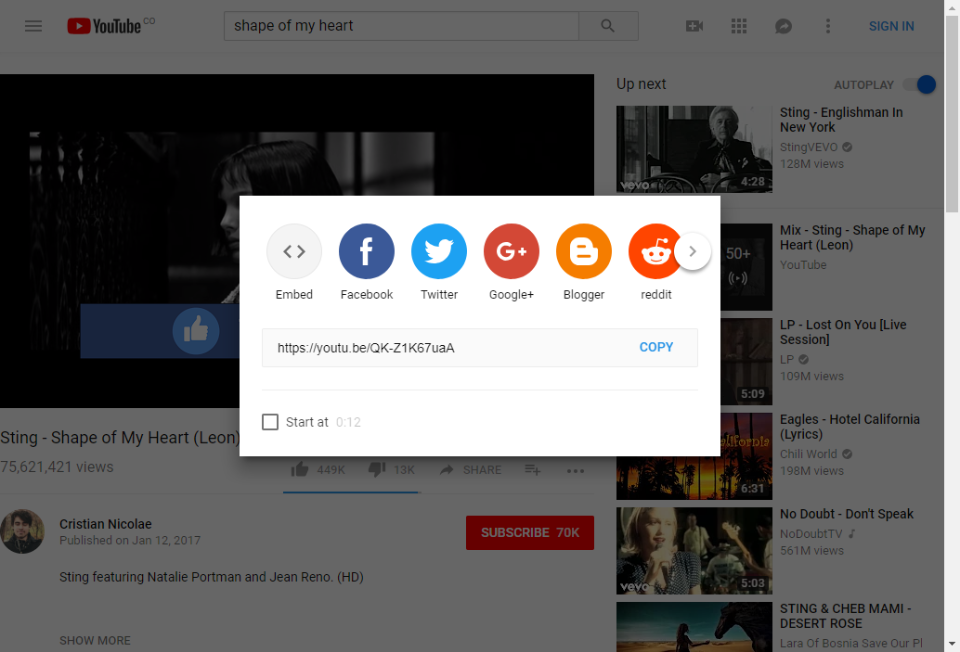 YouTube CO
shape of my heart
SIGN IN
Up next
AUTOPLAY
Sting - Englishman In
New York
StingVEVO
128M views
vevo
4:28
Mix - Sting - Shape of My
Heart (Leon)
YouTube
50+
LP - Lost On You [Live
Session]
LP
109M views
5:09
Eagles - Hotel California
(Lyrics)
Chili World
198M views
California
6:31
No Doubt - Don't Speak
NoDoubtTV
561M views
vevo
5:03
STING & CHEB MAMI -
DESERT ROSE
Lara Of Bosnia Save Our Pl
Embed
Facebook
Twitter
G+
Google+
Blogger
reddit
https://youtu.be/QK-Z1K67uaA
COPY
Start at 0:12
Sting - Shape of My Heart (Leon)
75,621,421 views
449K
13K
SHARE
Cristian Nicolae
Published on Jan 12, 2017
SUBSCRIBE 70K
Sting featuring Natalie Portman and Jean Reno. (HD)
SHOW MORE